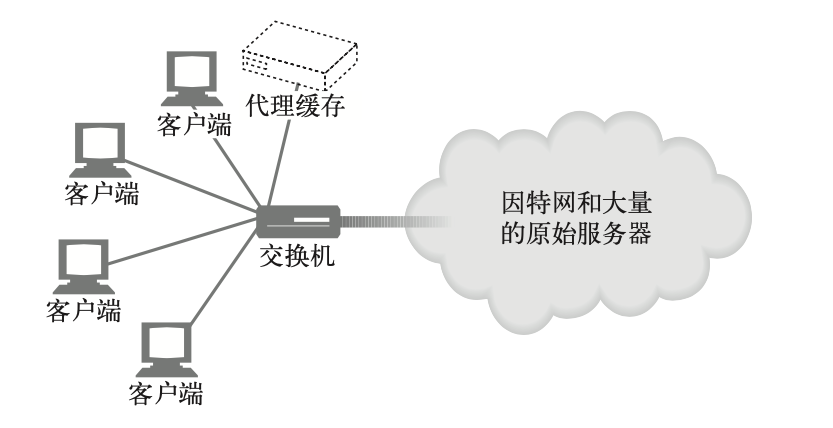 代理缓存
客户端
客户端
因特网和大量
的原始服务器
交换机
客户端
客户端